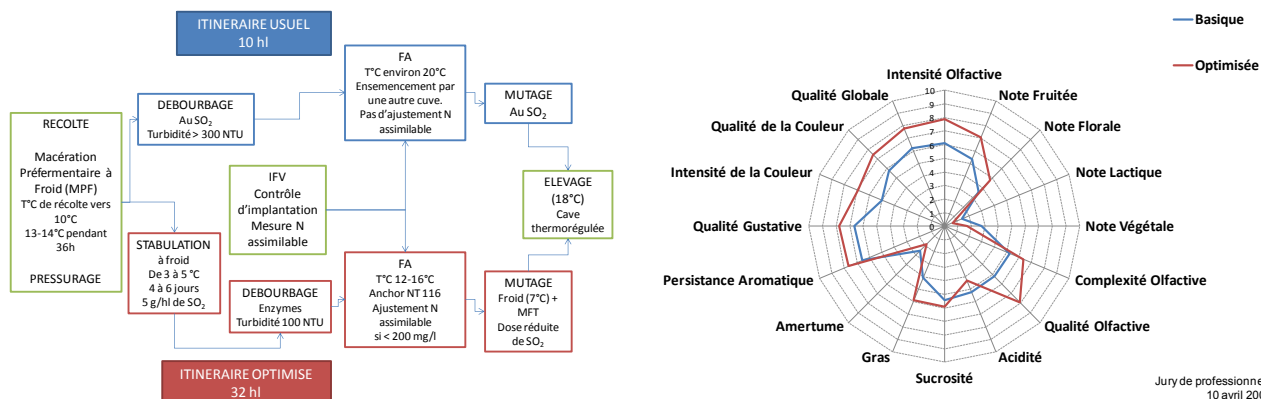 ITINERAIRE USUEL
10 hl
RECOLTE
Macération
Préfermentaire à
Froid (MPF)
T°C de récolte vers
10°C
13-14°C pendant
36h
PRESSURAGE
DEBOURBAGE
Au SO₂
Turbidité > 300 NTU
FA
T°C environ 20°C
Ensemencement par
une autre cuve.
Pas d’ajustement N
assimilable
MUTAGE
Au SO₂
IFV
Contrôle
d’implantation
Mesure N
assimilable
ELEVAGE
(18°C)
Cave
thermorégulée
STABULATION
à froid
De 3 à 5 °C
4 à 6 jours
5 g/hl de SO₂
DEBOURBAGE
Enzymes
Turbidité 100 NTU
FA
T°C 12-16°C
Anchor NT 116
Ajustement N
assimilable
si < 200 mg/l
MUTAGE
Froid (7°C) +
MFT
Dose réduite
de SO₂
ITINERAIRE OPTIMISE
32 hl
Basique
Optimisée
Intensité Olfactive
Note Fruitée
Note Florale
Note Lactique
Note Végétale
Complexité Olfactive
Qualité Olfactive
Acidité
Sucrosité
Gras
Amertume
Persistance Aromatique
Qualité Gustative
Intensité de la Couleur
Qualité de la Couleur
Qualité Globale
10
9
8
7
6
5
4
3
2
1
0
Jury de professionne
10 avril 200